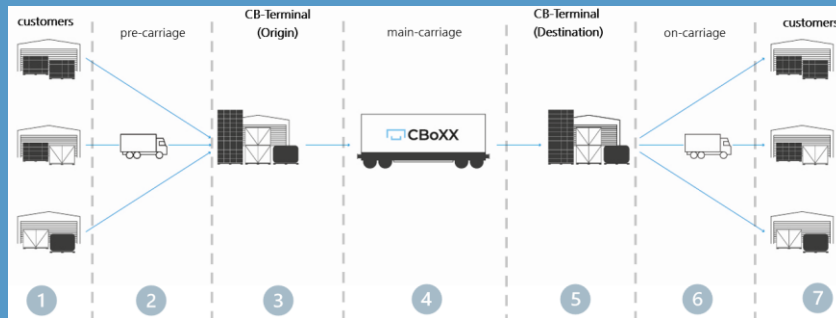 customers
pre-carriage
CB-Terminal
(Origin)
main-carriage
CB-Terminal
(Destination)
on-carriage
customers
CBoXX
1
2
3
4
5
6
7